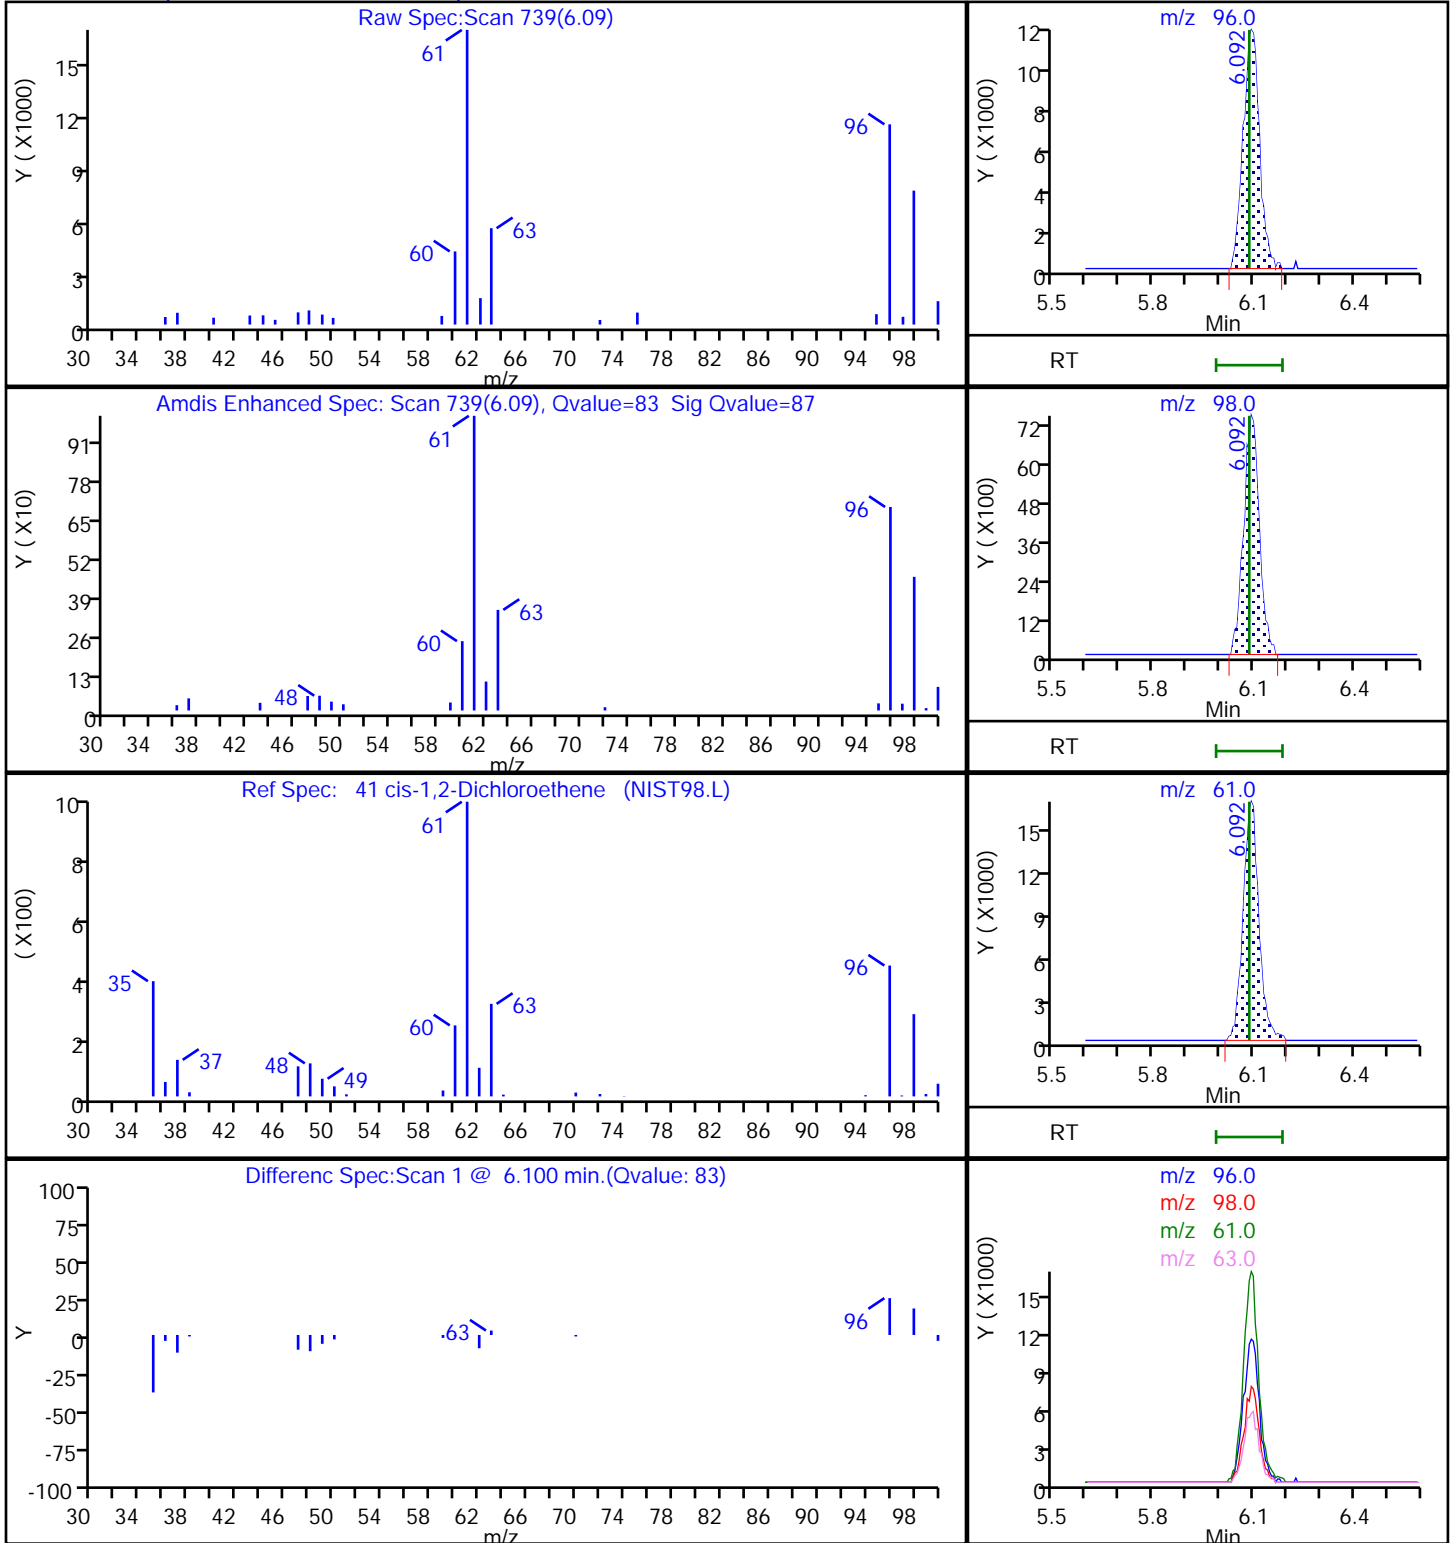 Raw Spec:Scan 739(6.09)
Y ( X1000)
15
12
9
6
3
0
61
60
63
96
30 34 38 42 46 50 54 58 62 66 70 74 78 82 86 90 94 98
m/z
m/z 96.0
Y ( X1000)
12
10
8
6
4
2
0
6.092
5.5 5.8 6.1 6.4
Min
RT
Amdis Enhanced Spec: Scan 739(6.09), Qvalue=83 Sig Qvalue=87
Y ( X10)
91
78
65
52
39
26
13
0
48
60
61
63
96
30 34 38 42 46 50 54 58 62 66 70 74 78 82 86 90 94 98
m/z
m/z 98.0
Y ( X100)
72
60
48
36
24
12
0
6.092
5.5 5.8 6.1 6.4
Min
RT
Ref Spec: 41 cis-1,2-Dichloroethene (NIST98.L)
( X100)
10
8
6
4
2
0
35
37
48
49
60
61
63
96
30 34 38 42 46 50 54 58 62 66 70 74 78 82 86 90 94 98
m/z 61.0
Y ( X1000)
15
12
9
6
3
0
6.092
5.5 5.8 6.1 6.4
Min
RT
Differenc Spec:Scan 1 @ 6.100 min.(Qvalue: 83)
Y
100
75
50
25
0
-25
-50
-75
-100
63
96
30 34 38 42 46 50 54 58 62 66 70 74 78 82 86 90 94 98
m/z
m/z 96.0
m/z 98.0
m/z 61.0
m/z 63.0
Y ( X1000)
15
12
9
6
3
0
5.5 5.8 6.1 6.4
Min